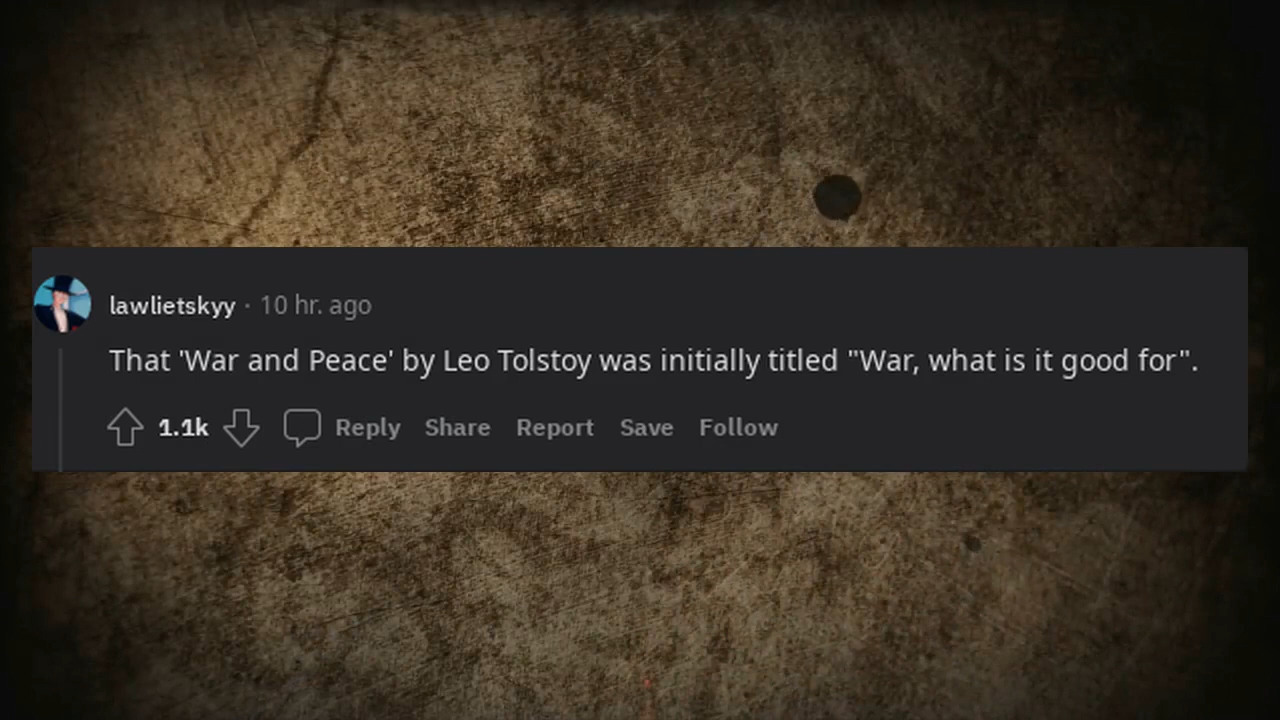 lawlietskyy · 10 hr. ago
That 'War and Peace' by Leo Tolstoy was initially titled "War, what is it good for".
1.1k Reply Share Report Save Follow